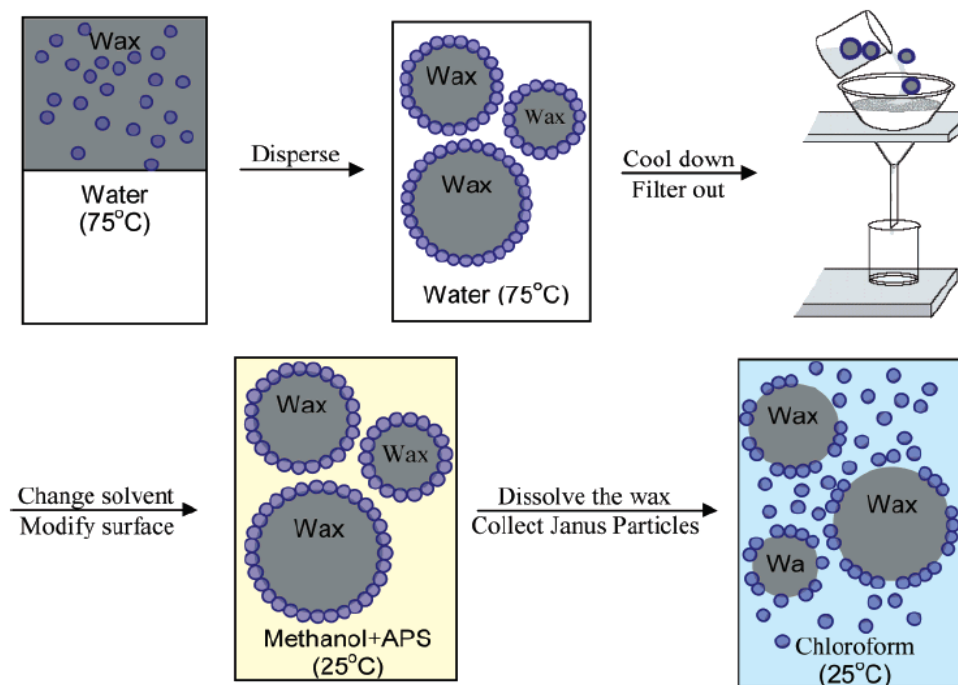 Wax
Water
(75°C)
Disperse
Wax
Wax
Wax
Water (75°C)
Cool down
Filter out
Change solvent
Modify surface
Wax
Wax
Wax
Methanol+APS
(25°C)
Dissolve the wax
Collect Janus Particles
Wax
Wax
Wa
Chloroform
(25°C)